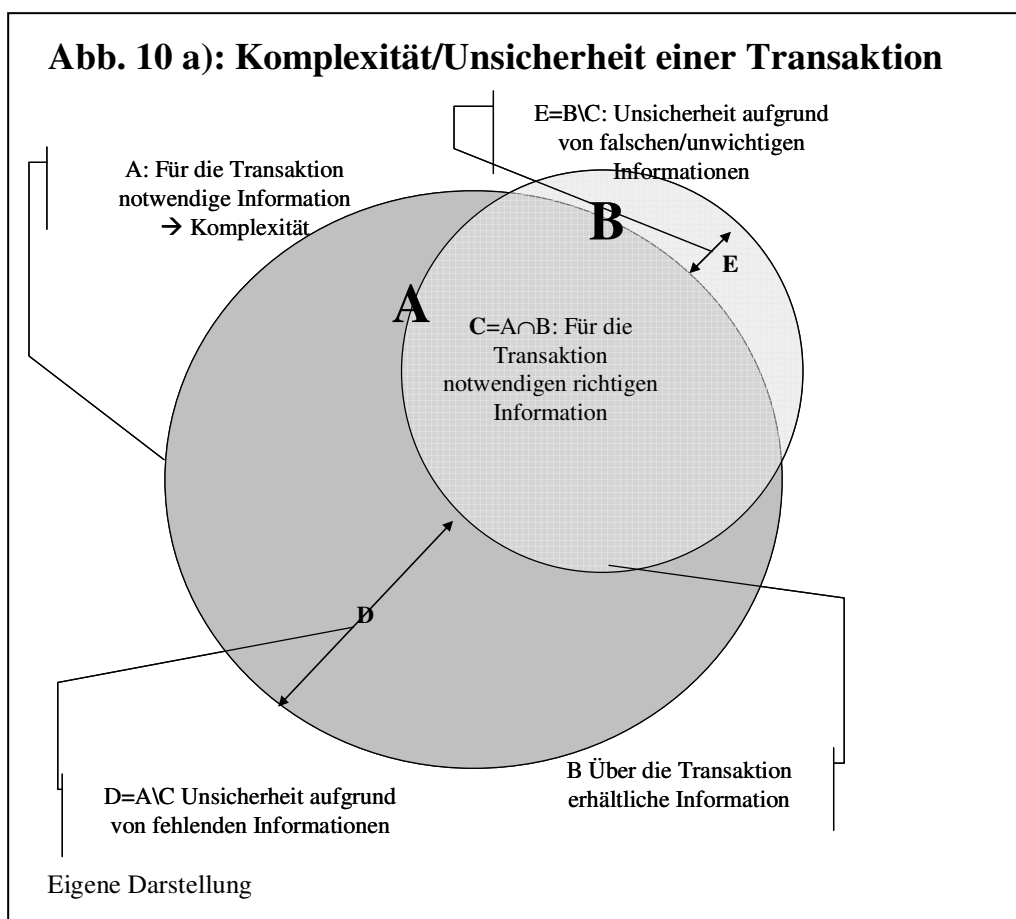 Abb. 10 a): Komplexität/Unsicherheit einer Transaktion
E=B\C: Unsicherheit aufgrund
von falschen/unwichtigen
Informationen
A: Für die Transaktion
notwendige Information
→ Komplexität
B
E
A
C=A∩B: Für die
Transaktion
notwendigen richtigen
Information
D
B Über die Transaktion
erhältliche Information
D=A\C Unsicherheit aufgrund
von fehlenden Informationen
Eigene Darstellung